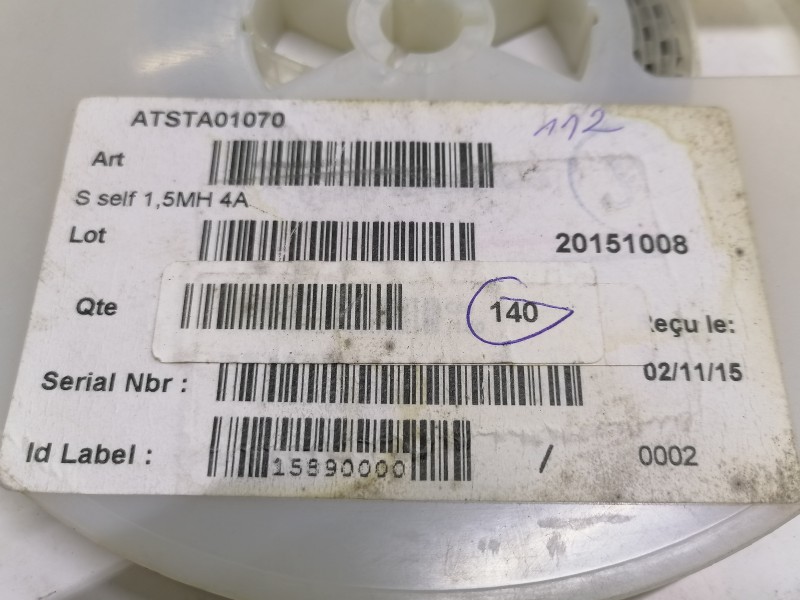 ATSTA01070
112
Art
S self 1,5MH 4A
Lot
20151008
Qte
140
eçu le:
02/11/15
Serial Nbr :
Id Label :
15890000
/
0002